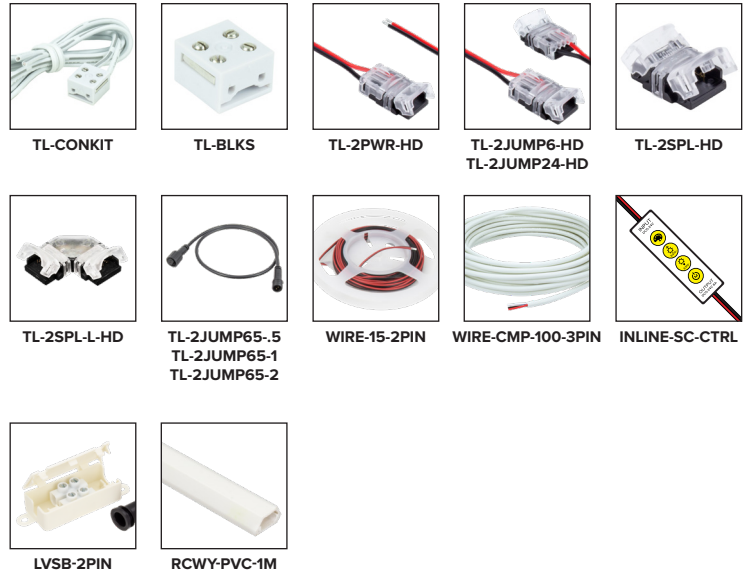 TL-CONKIT
TL-BLKS
TL-2PWR-HD
TL-2JUMP6-HD
TL-2JUMP24-HD
TL-2SPL-HD
TL-2SPL-L-HD
TL-2JUMP65-.5
TL-2JUMP65-1
TL-2JUMP65-2
WIRE-15-2PIN
WIRE-CMP-100-3PIN
INPUT
OUTPUT
INLINE-SC-CTRL
LVSB-2PIN
RCWY-PVC-1M